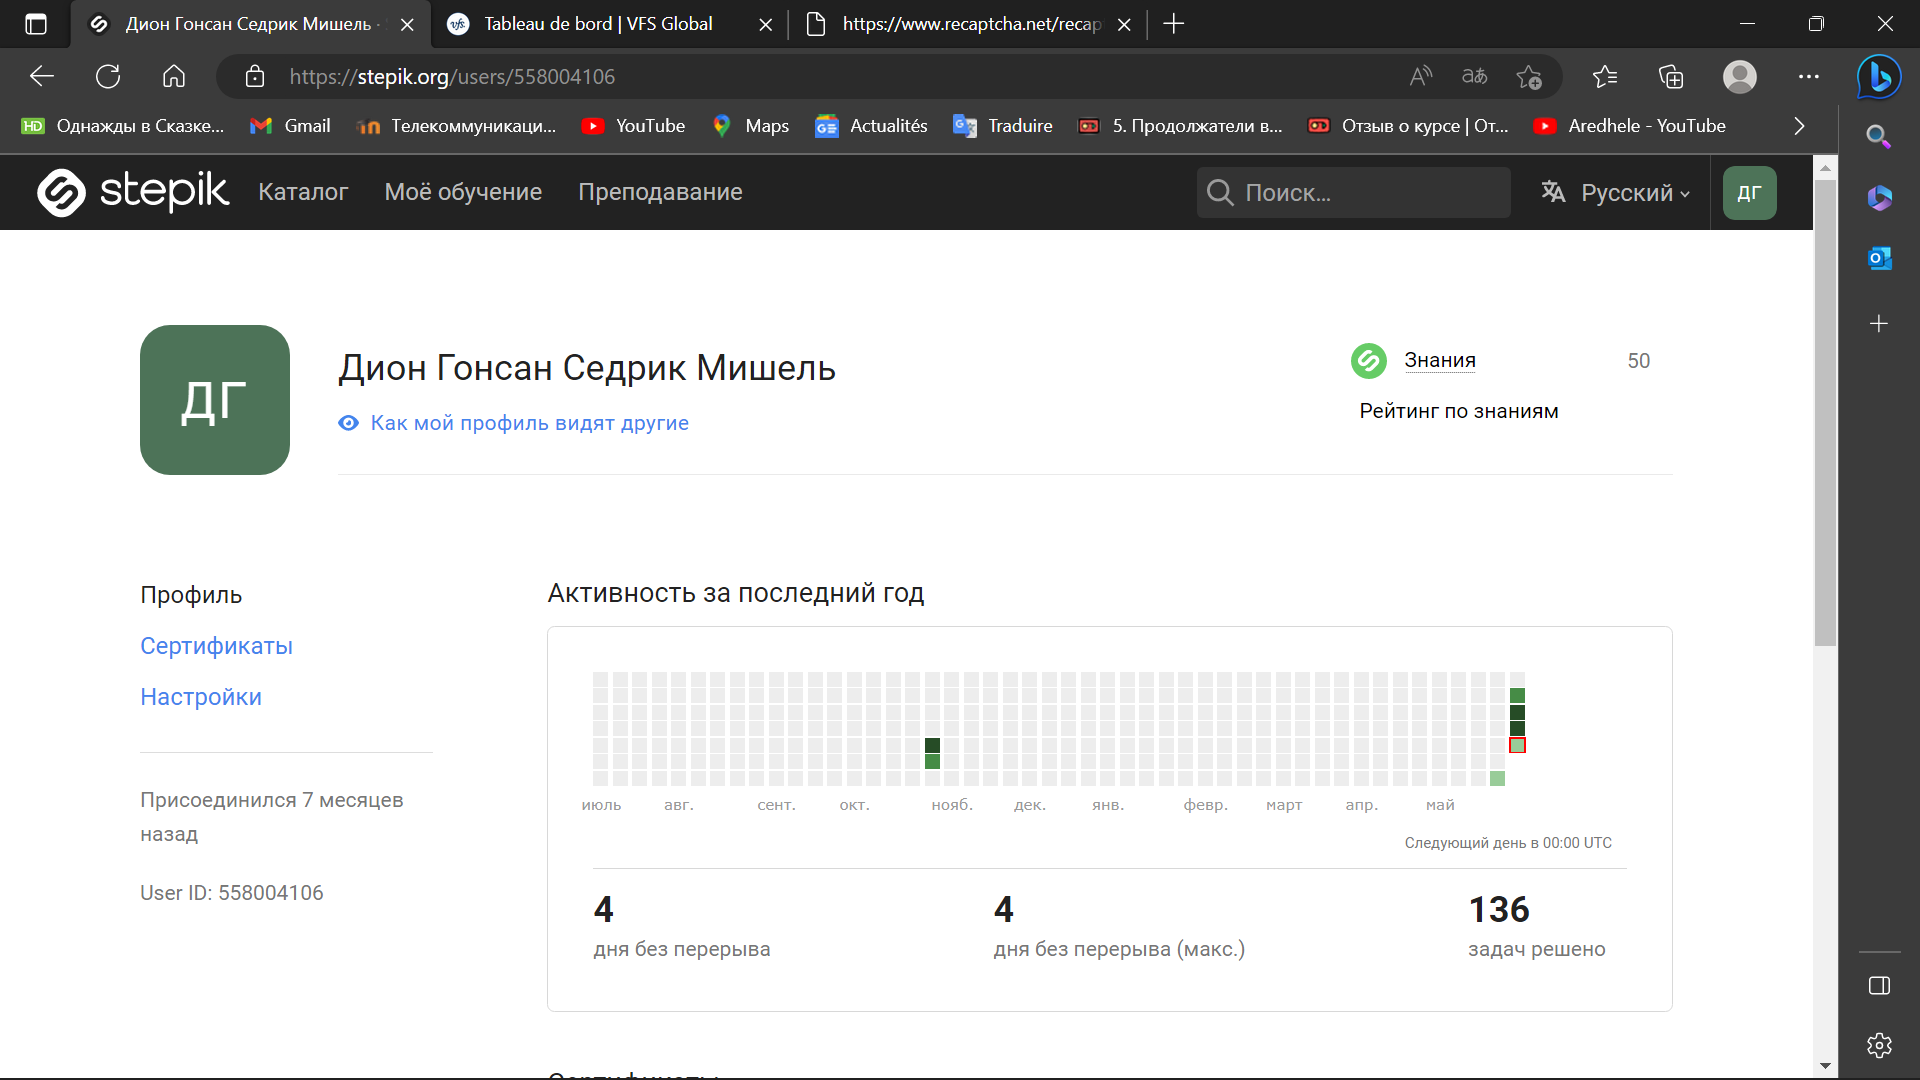 Дион Гонсан Седрик Мишель ·
Tableau de bord | VFS Global
https://www.recaptcha.net/recap
https://stepik.org/users/558004106
Однажды в Сказке...
Gmail
Телекоммуникаци...
YouTube
Maps
Actualités
Traduire
5. Продолжатели в...
Отзыв о курсе | От...
Aredhele - YouTube
stepik
Каталог
Моё обучение
Преподавание
Поиск...
Русский
ДГ
ДГ
Дион Гонсан Седрик Мишель
Как мой профиль видят другие
Знания
50
Рейтинг по знаниям
Профиль
Сертификаты
Настройки
Присоединился 7 месяцев
назад
User ID: 558004106
Активность за последний год
июль авг. сент. окт. нояб. дек. янв. февр. март апр. май
Следующий день в 00:00 UTC
4
дня без перерыва
4
дня без перерыва (макс.)
136
задач решено